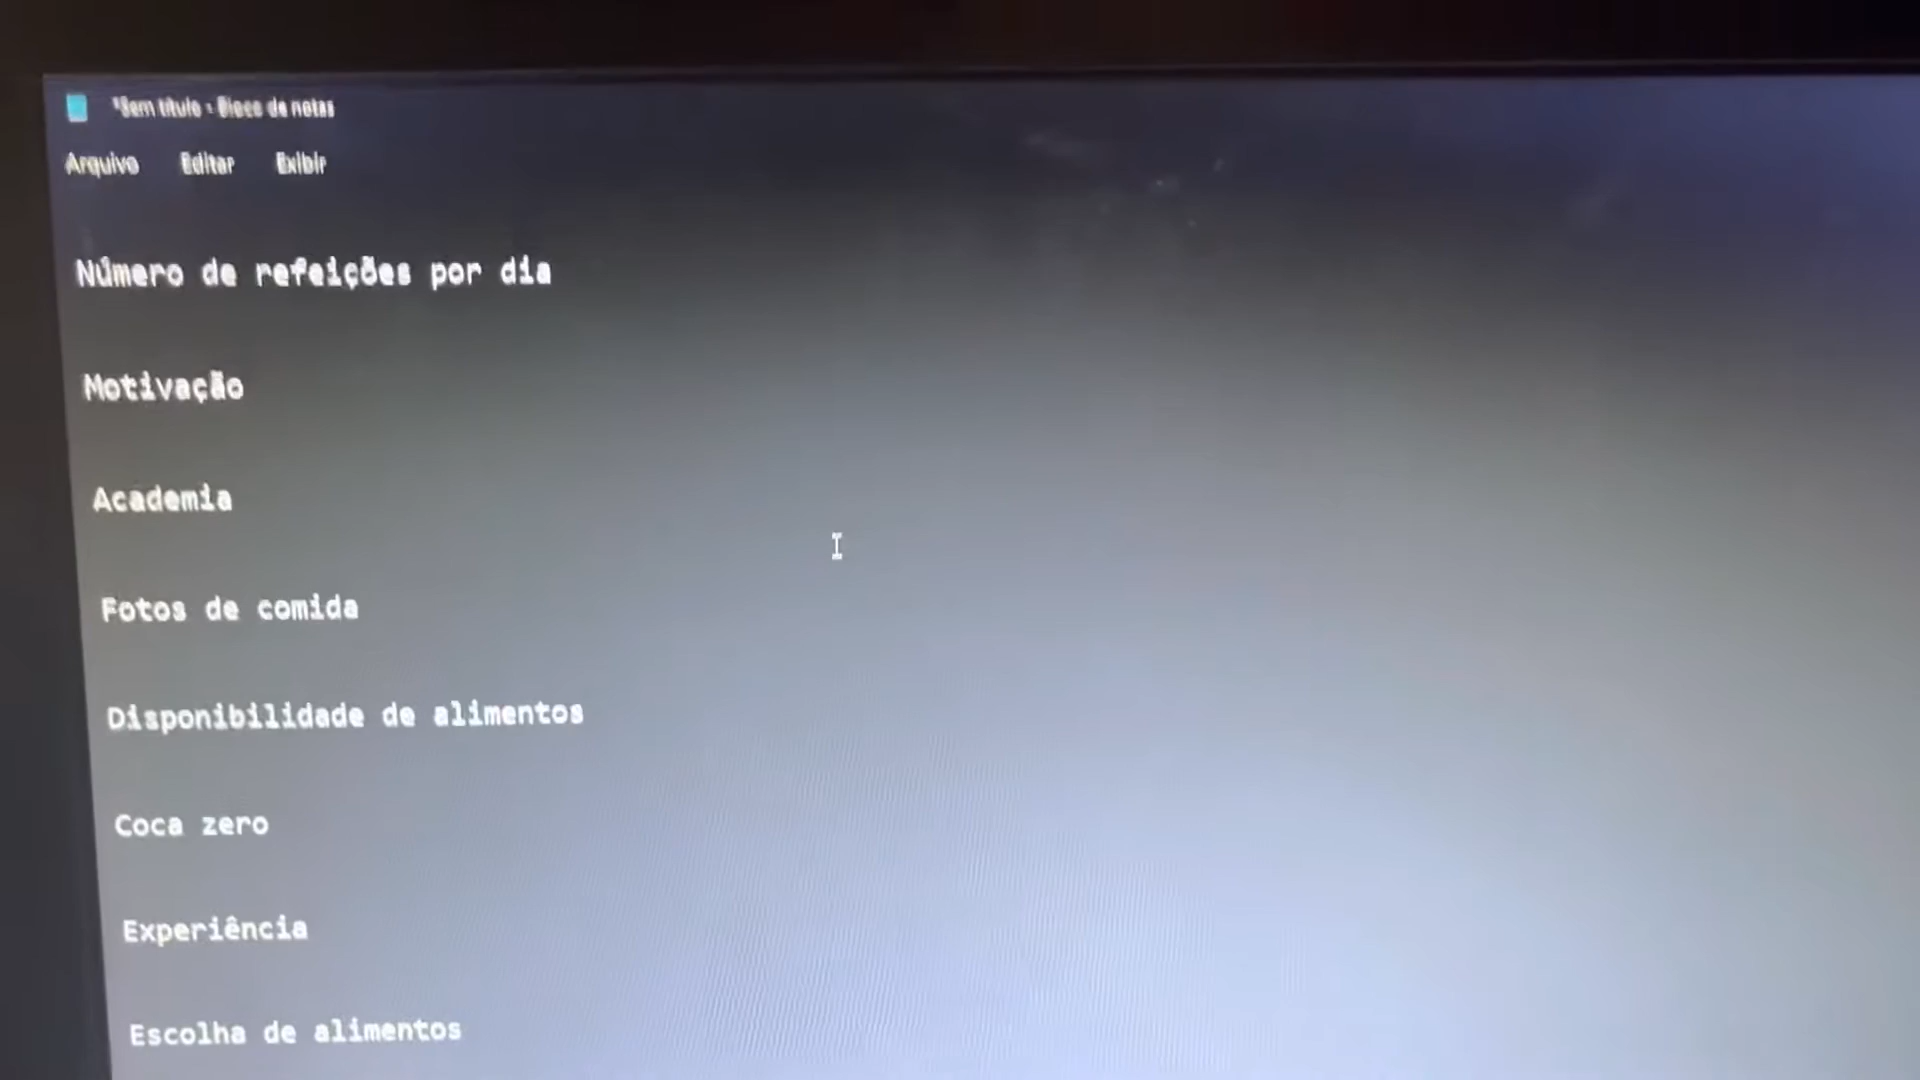 *Sem título - Bloco de notas
Arquivo Editar Exibir
Número de refeições por dia
Motivação
Academia
Fotos de comida
Disponibilidade de alimentos
Coca zero
Experiência
Escolha de alimentos